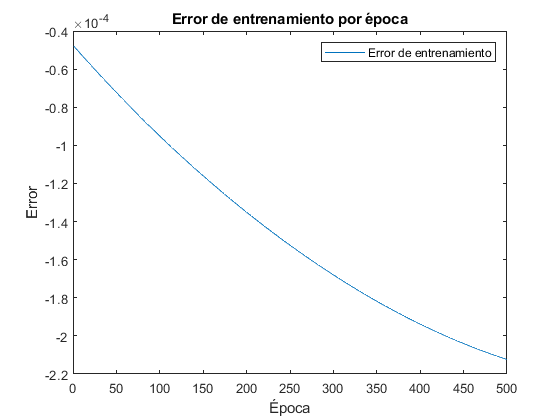 Error de entrenamiento por época
×10^-4
Error de entrenamiento
-0.4
-0.6
-0.8
-1
-1.2
-1.4
-1.6
-1.8
-2
-2.2
Error
0 50 100 150 200 250 300 350 400 450 500
Época